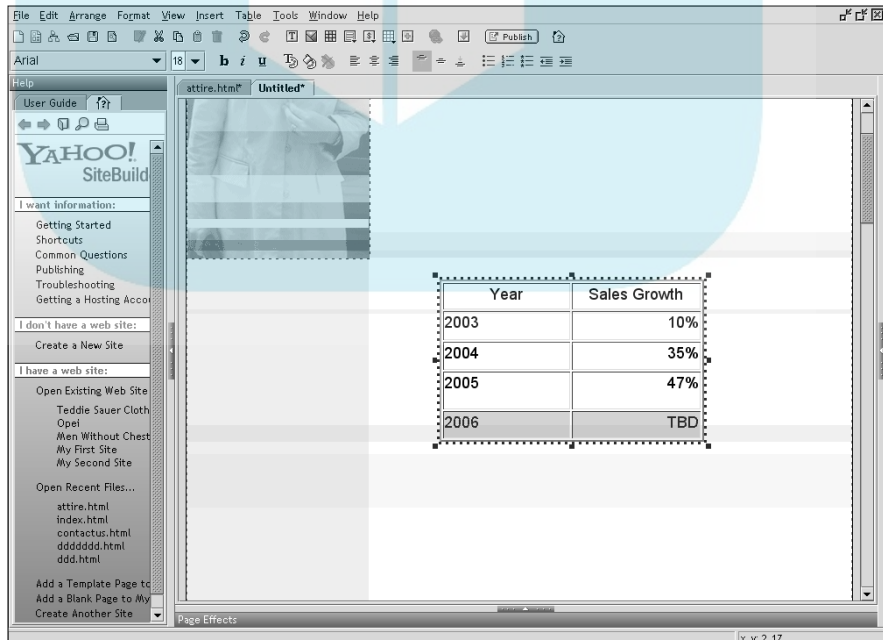 File Edit Arrange Format View Insert Table Tools Window Help
Publish
Arial 18 b i u
Help
attire.html* Untitled*
User Guide
YAHOO!
SiteBuild
I want information:
Getting Started
Shortcuts
Common Questions
Publishing
Troubleshooting
Getting a Hosting Accou
I don't have a web site:
Create a New Site
I have a web site:
Open Existing Web Site
Teddie Sauer Cloth
Opei
Men Without Chest
My First Site
My Second Site
Open Recent Files...
attire.html
index.html
contactus.html
ddddddd.html
ddd.html
Add a Template Page to
Add a Blank Page to My
Create Another Site
Year Sales Growth
2003 10%
2004 35%
2005 47%
2006 TBD
Page Effects
x, y: 2, 17